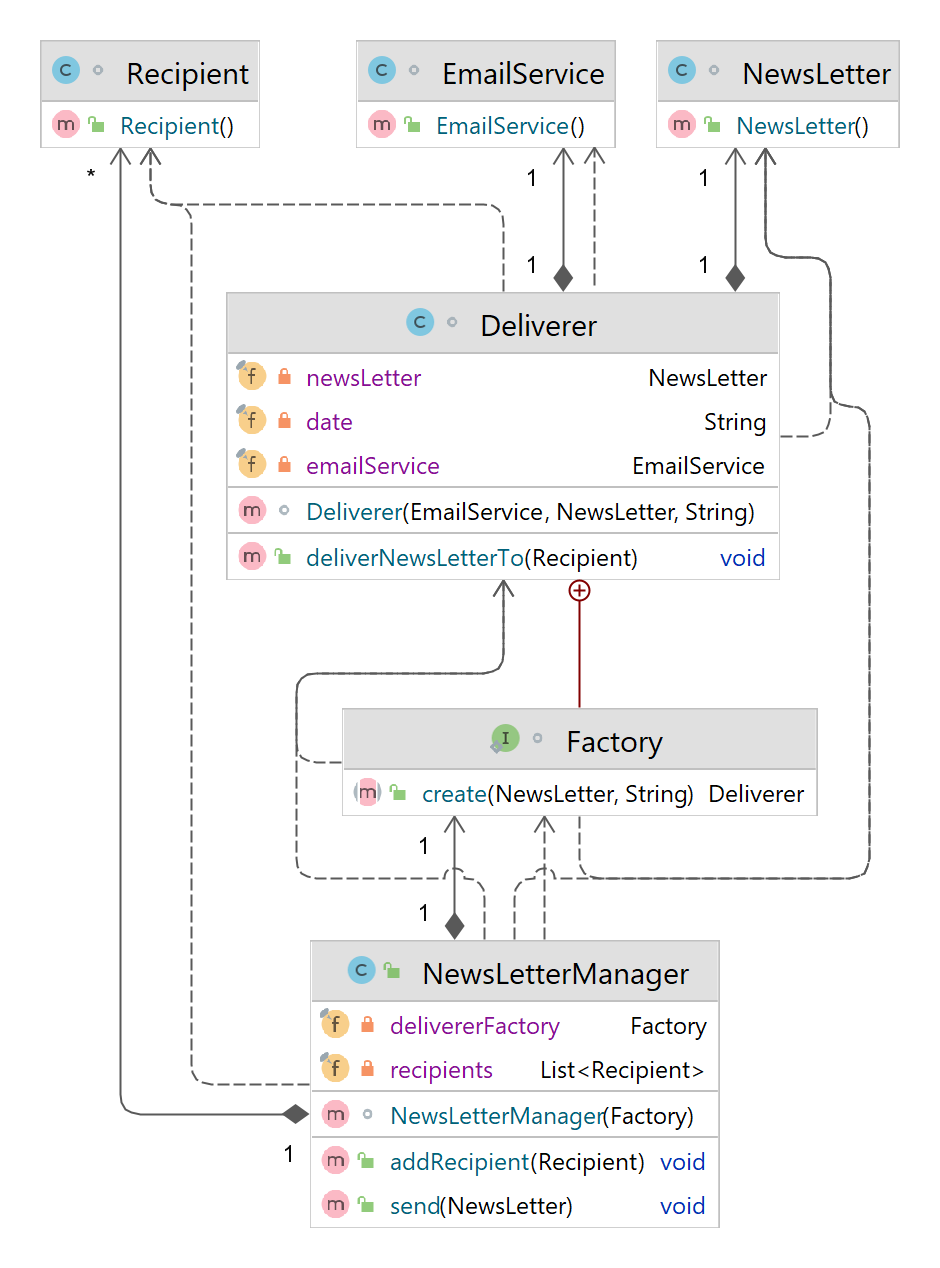 C Recipient
m Recipient()
C EmailService
m EmailService()
C NewsLetter
m NewsLetter()
*
1
1
1
1
C Deliverer
f newsLetter NewsLetter
f date String
f emailService EmailService
m Deliverer(EmailService, NewsLetter, String)
m deliverNewsLetterTo(Recipient) void
I Factory
m create(NewsLetter, String) Deliverer
1
1
C NewsLetterManager
f delivererFactory Factory
f recipients List<Recipient>
m NewsLetterManager(Factory)
1
m addRecipient(Recipient) void
m send(NewsLetter) void